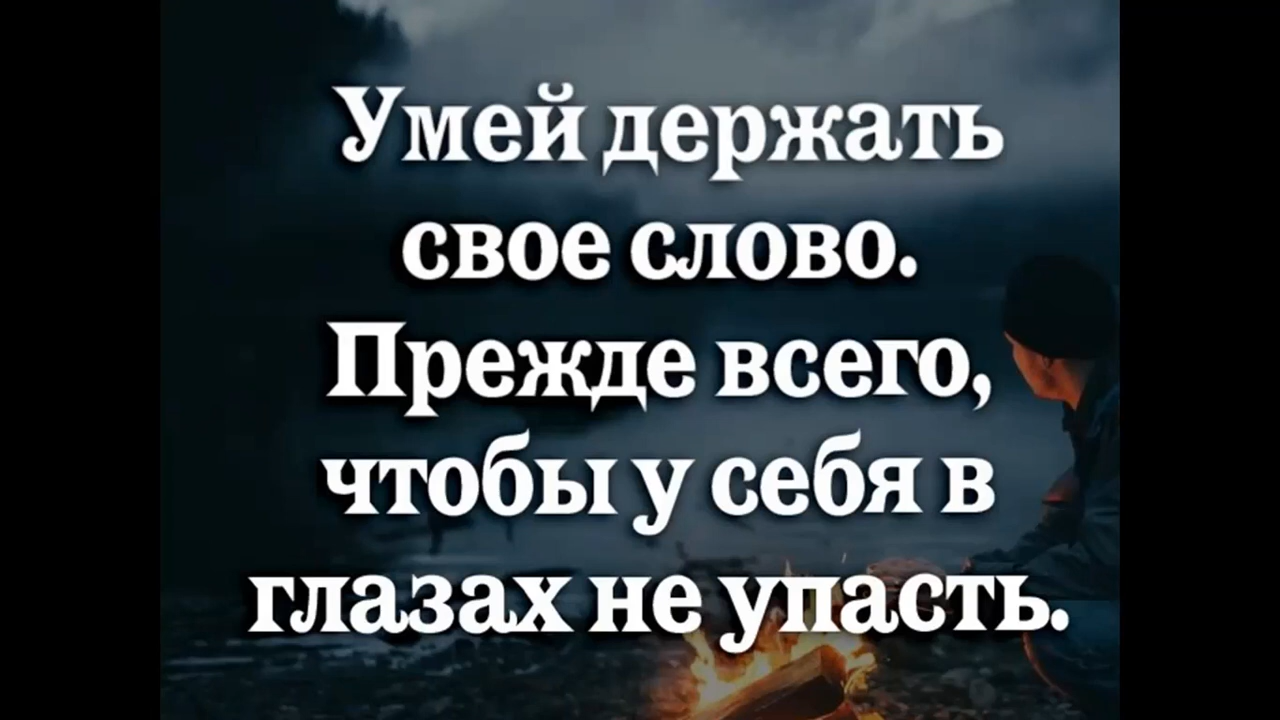 Умей держать
свое слово.
Прежде всего,
чтобы у себя в
глазах не упасть.